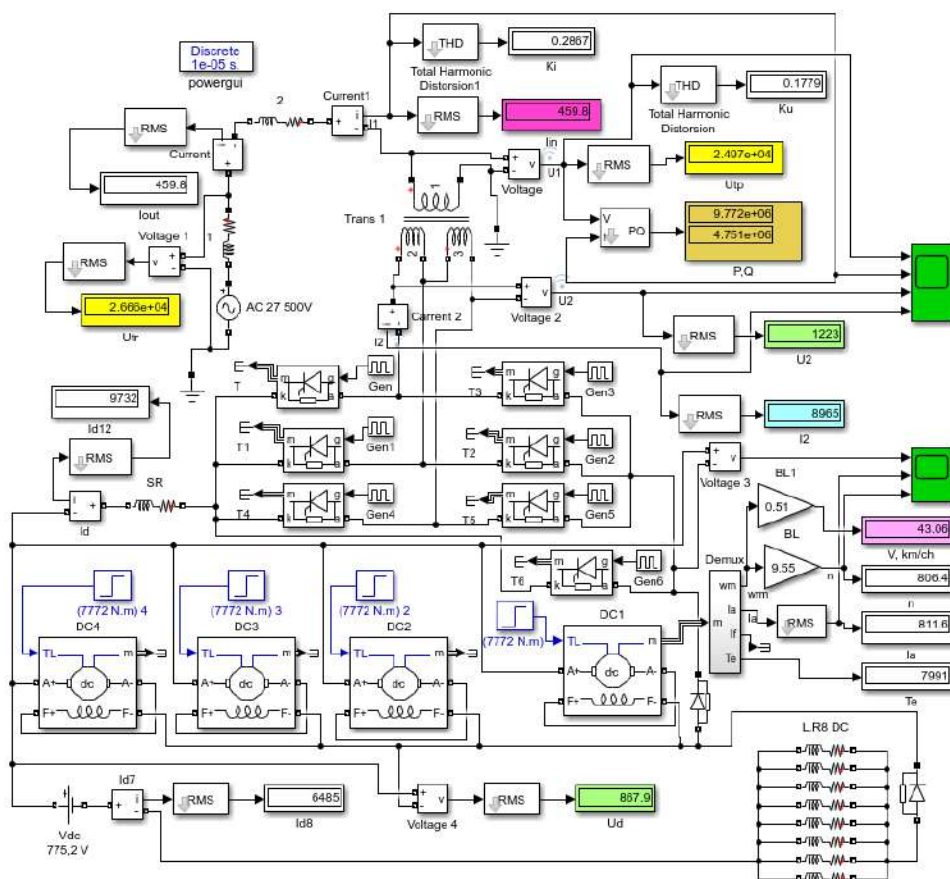 Discrete
1e-05 s.
powergui
THD
0.2867
Total Harmonic
Distorsion1
Ki
THD
0.1779
Total Harmonic
Distorsion
Ku
2
Current1
i
+
I1
RMS
459.8
Iin
RMS
Current
459.8
Iout
Voltage
U1
RMS
2.497e+04
Utp
V
I
PQ
9.772e+06
4.751e+06
P,Q
Trans 1
1
2
3
Voltage 1
1
RMS
2.666e+04
AC 27 500V
Carrent 2
I2
Voltage 2
U2
RMS
1223
U2
RMS
8965
I2
9732
Id12
RMS
Id
SR
T
m
g
k
a
Gen
T3
m
g
k
a
Gen3
T1
m
g
k
a
Gen1
T2
m
g
k
a
Gen2
T4
m
g
k
a
Gen4
T5
m
g
k
a
Gen5
T6
m
g
k
a
Gen6
Voltage 3
BL1
0.51
BL
9.55
43.06
V, km/ch
n
806.4
n
Demux
m
wm
Ia
If
Te
wm
Ia
RMS
811.6
Ia
7991
Te
(7772 N.m) 4
DC4
TL
m
A+
dc
A-
F+
F-
(7772 N.m) 3
DC3
TL
m
A+
dc
A-
F+
F-
(7772 N.m) 2
DC2
TL
m
A+
dc
A-
F+
F-
(7772 N.m)
DC1
TL
m
A+
dc
A-
F+
F-
L.R8 DC
Vdc
775,2 V
Id7
RMS
6485
Id8
Voltage 4
RMS
867.9
Ud